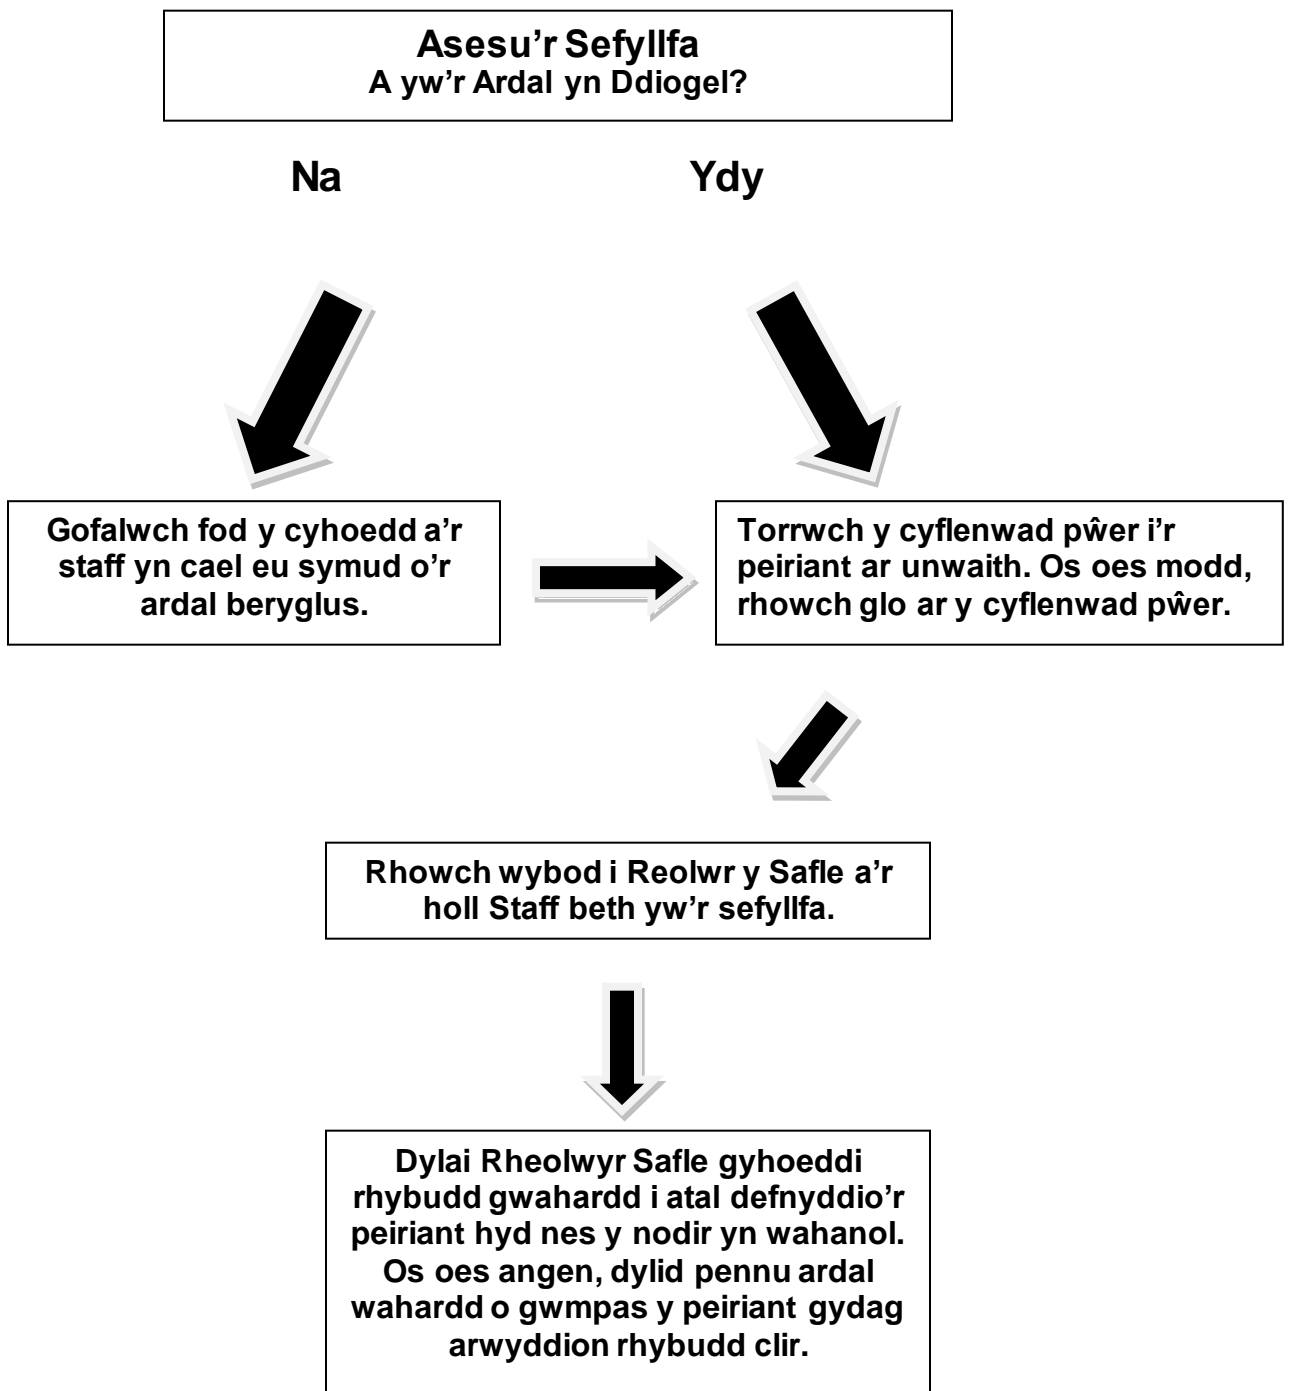 Asesu’r Sefyllfa
A yw’r Ardal yn Ddiogel?
Na
Ydy
Gofalwch fod y cyhoedd a’r
staff yn cael eu symud o’r
ardal beryglus.
Torrwch y cyflenwad pŵer i’r
peiriant ar unwaith. Os oes modd,
rhowch glo ar y cyflenwad pŵer.
Rhowch wybod i Reolwr y Safle a’r
holl Staff beth yw’r sefyllfa.
Dylai Rheolwyr Safle gyhoeddi
rhybudd gwahardd i atal defnyddio’r
peiriant hyd nes y nodir yn wahanol.
Os oes angen, dylid pennu ardal
wahardd o gwmpas y peiriant gydag
arwyddion rhybudd clir.